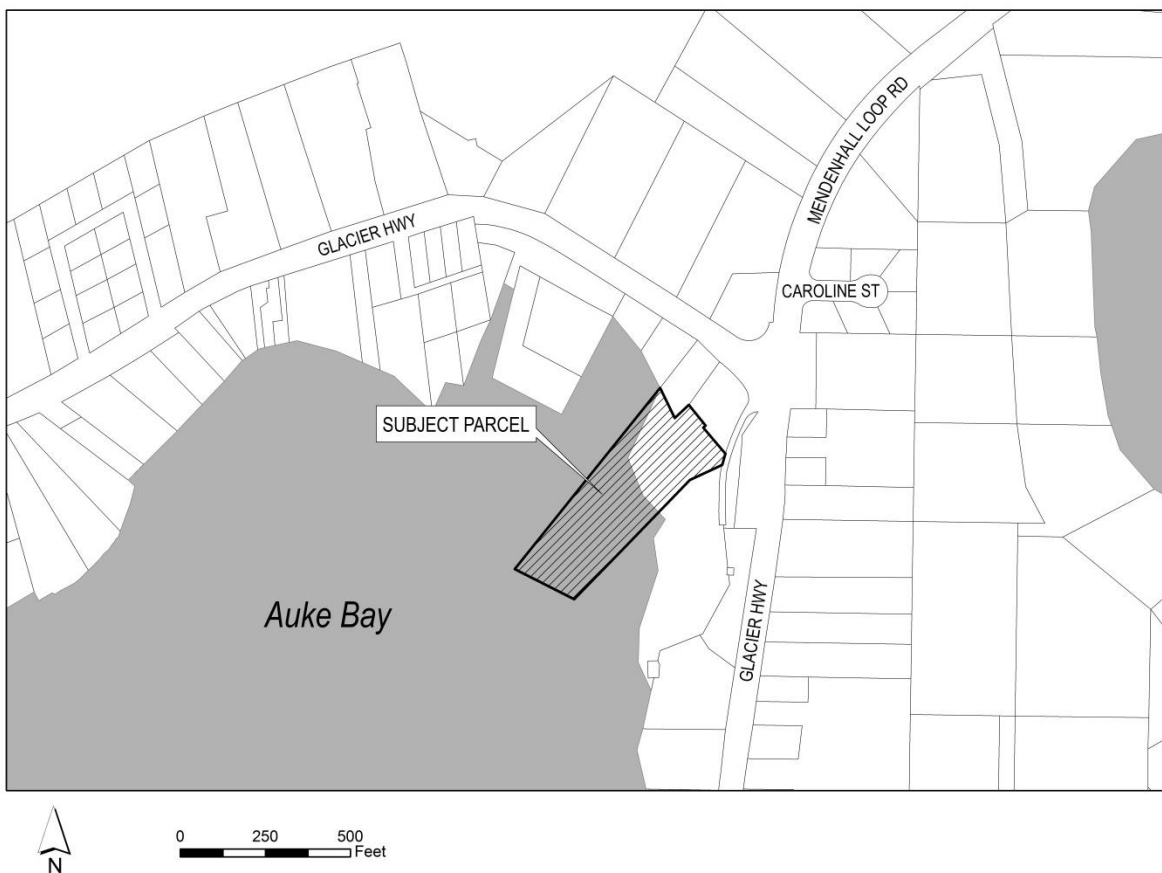 MENDENHALL LOOP RD
GLACIER HWY
CAROLINE ST
SUBJECT PARCEL
Auke Bay
GLACIER HWY
N
0 250 500
Feet